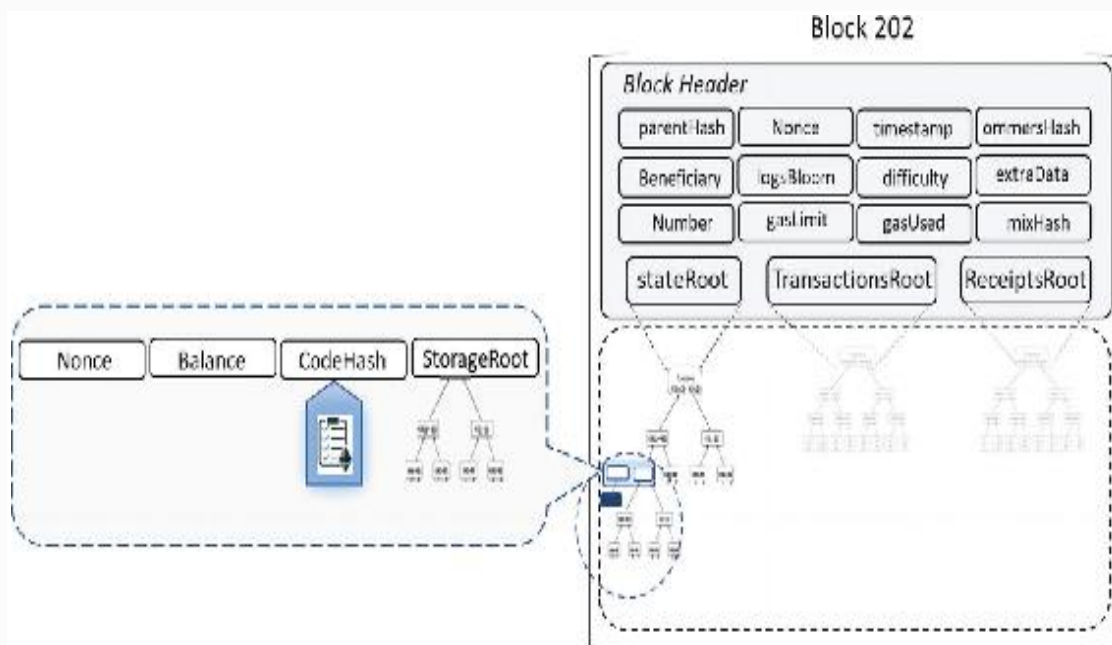 Block 202
Block Header
parentHash Nonce timestamp ommersHash
Beneficiary logsBloom difficulty extraData
Number gasLimit gasUsed mixHash
stateRoot TransactionsRoot ReceiptsRoot
Nonce Balance CodeHash StorageRoot